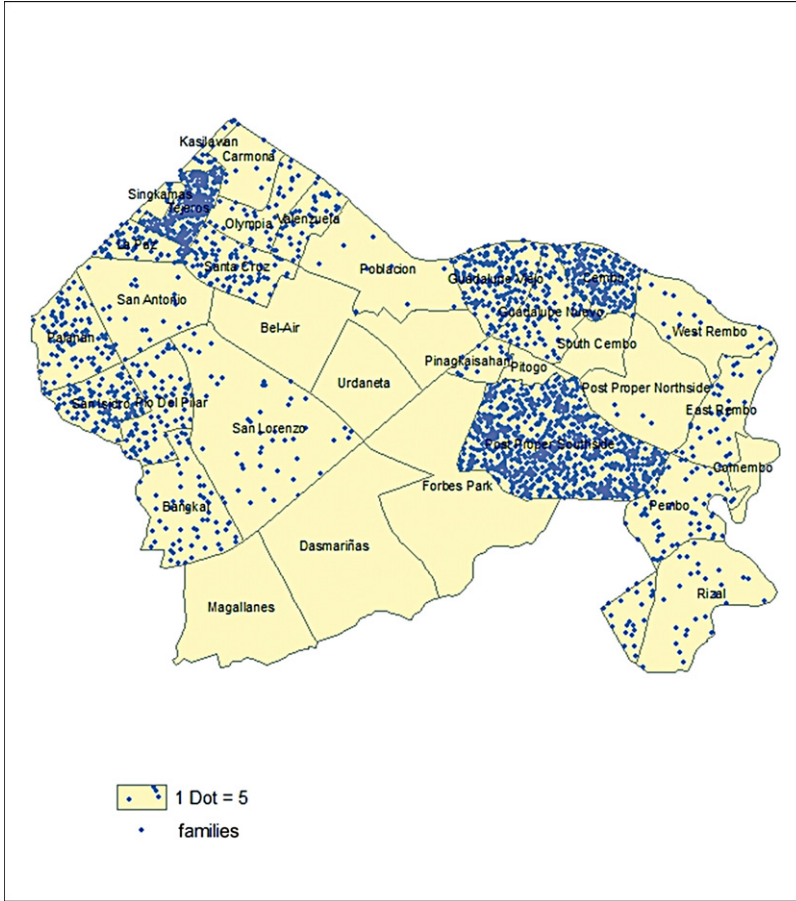 Kasilawan
Carmona
Singkamas
Tejeros
Olympia
Valenzuela
La Paz
Santa Cruz
Poblacion
Guadalupe Viejo
Cembo
San Antonio
Guadalupe Nuevo
Bel-Air
West Rembo
Palanan
South Cembo
Pinagkaisahan
Pitogo
Urdaneta
Post Proper Northside
San Isidro
Rio Del Pilar
East Rembo
San Lorenzo
Post Proper Southside
Comembo
Forbes Park
Bangkal
Pembo
Dasmariñas
Rizal
Magallanes
1 Dot = 5
families